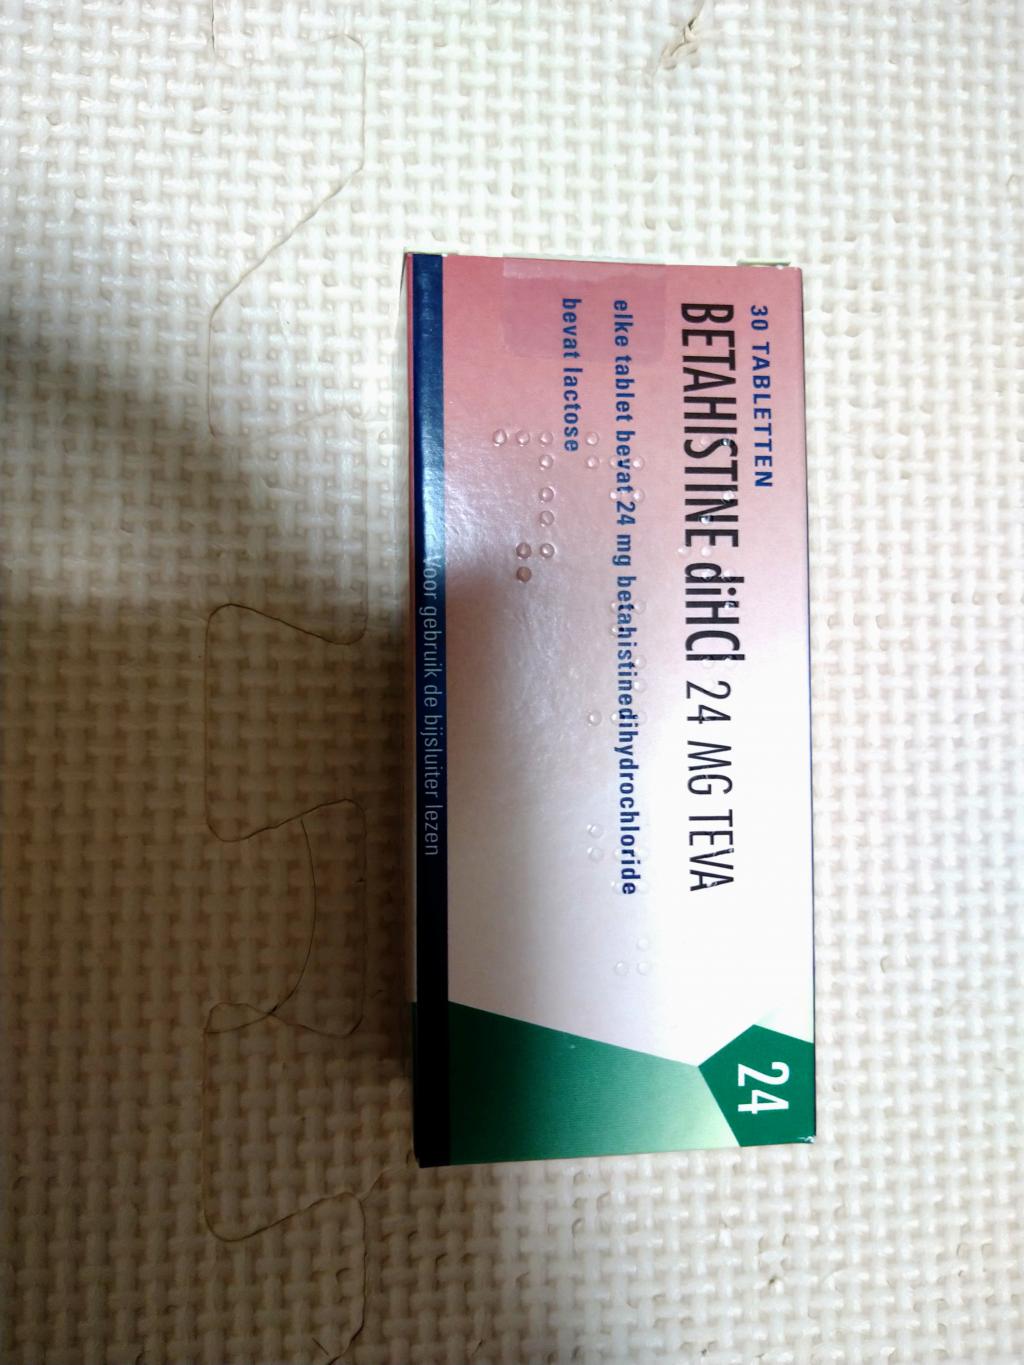 30 TABLETTEN
BETAHISTINE diHCl 24 MG TEVA
elke tablet bevat 24 mg betahistinedihydrochloride
bevat lactose
Voor gebruik de bijsluiter lezen
24